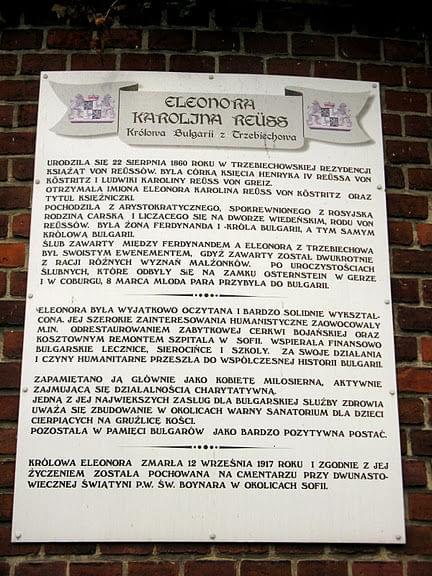 ELEONORA
KAROLINA REÜSS
Królowa Bulgarii z Trzebiechowa
URODZIŁA SIĘ 22 SIERPNIA 1860 ROKU W TRZEBIECHOWSKIEJ REZYDENCJI
KSIĄŻĄT VON REÜSSÓW. BYŁA CÓRKĄ KSIĘCIA HENRYKA IV REÜSSA VON
KÖSTRITZ I LUDWIKI KAROLINY REÜSS VON GREIZ.
OTRZYMAŁA IMIONA ELEONORA KAROLINA REÜSS VON KÖSTRITZ ORAZ
TYTUŁ KSIĘŻNICZKI.
POCHODZIŁA Z ARYSTOKRATYCZNEGO, SPOKREWNIONEGO Z ROSYJSKĄ
RODZINĄ CARSKĄ I LICZĄCEGO SIĘ NA DWORZE WIEDEŃSKIM, RODU VON
REÜSSÓW. BYŁA ŻONĄ FERDYNANDA I -KRÓLA BUŁGARII, A TYM SAMYM
KRÓLOWĄ BUŁGARII.
ŚLUB ZAWARTY MIĘDZY FERDYNANDEM A ELEONORĄ Z TRZEBIECHOWA
BYŁ SWOISTYM EWENEMENTEM, GDYŻ ZAWARTY ZOSTAŁ DWUKROTNIE
Z RACJI RÓŻNYCH WYZNAŃ MAŁŻONKÓW. PO UROCZYSTOŚCIACH
ŚLUBNYCH, KTÓRE ODBYŁY SIĘ NA ZAMKU OSTERNSTEIN W GERZE
I W COBURGU, 8 MARCA MŁODA PARA PRZYBYŁA DO BUŁGARII.
ELEONORA BYŁA WYJĄTKOWO OCZYTANA I BARDZO SOLIDNIE WYKSZTAŁ-
CONA. JEJ SZEROKIE ZAINTERESOWANIA HUMANISTYCZNE ZAOWOCOWAŁY
M.IN. ODRESTAUROWANIEM ZABYTKOWEJ CERKWI BOJAŃSKIEJ ORAZ
KOSZTOWNYM REMONTEM SZPITALA W SOFII. WSPIERAŁA FINANSOWO
BUŁGARSKIE LECZNICE, SIEROCIŃCE I SZKOŁY. ZA SWOJE DZIAŁANIA
I CZYNY HUMANITARNE PRZESZŁA DO WSPÓŁCZESNEJ HISTORII BUŁGARII.
ZAPAMIĘTANO JĄ GŁÓWNIE JAKO KOBIETĘ MIŁOSIERNĄ, AKTYWNIE
ZAJMUJĄCĄ SIĘ DZIAŁALNOŚCIĄ CHARYTATYWNĄ.
JEDNĄ Z JEJ NAJWIĘKSZYCH ZASŁUG DLA BUŁGARSKIEJ SŁUŻBY ZDROWIA
UWAŻA SIĘ ZBUDOWANIE W OKOLICACH WARNY SANATORIUM DLA DZIECI
CIERPIĄCYCH NA GRUŹLICĘ KOŚCI.
POZOSTAŁA W PAMIĘCI BUŁGARÓW JAKO BARDZO POZYTYWNA POSTAĆ.
KRÓLOWA ELEONORA ZMARŁA 12 WRZEŚNIA 1917 ROKU I ZGODNIE Z JEJ
ŻYCZENIEM ZOSTAŁA POCHOWANA NA CMENTARZU PRZY DWUNASTO-
WIECZNEJ ŚWIĄTYNI P.W. ŚW. BOYNARA W OKOLICACH SOFII.